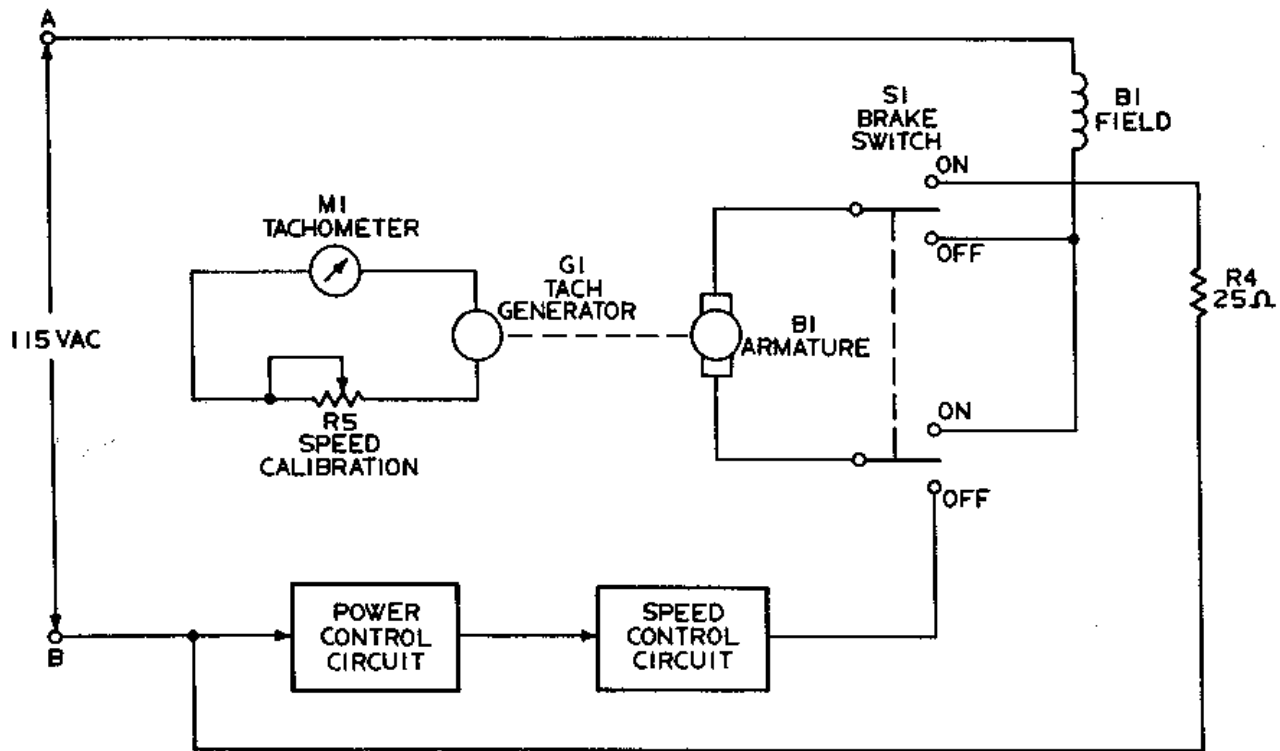 A
S1
BRAKE
SWITCH
B1
FIELD
ON
OFF
M1
TACHOMETER
G1
TACH
GENERATOR
R4
25Ω
115 VAC
B1
ARMATURE
R5
SPEED
CALIBRATION
ON
OFF
B
POWER
CONTROL
CIRCUIT
SPEED
CONTROL
CIRCUIT